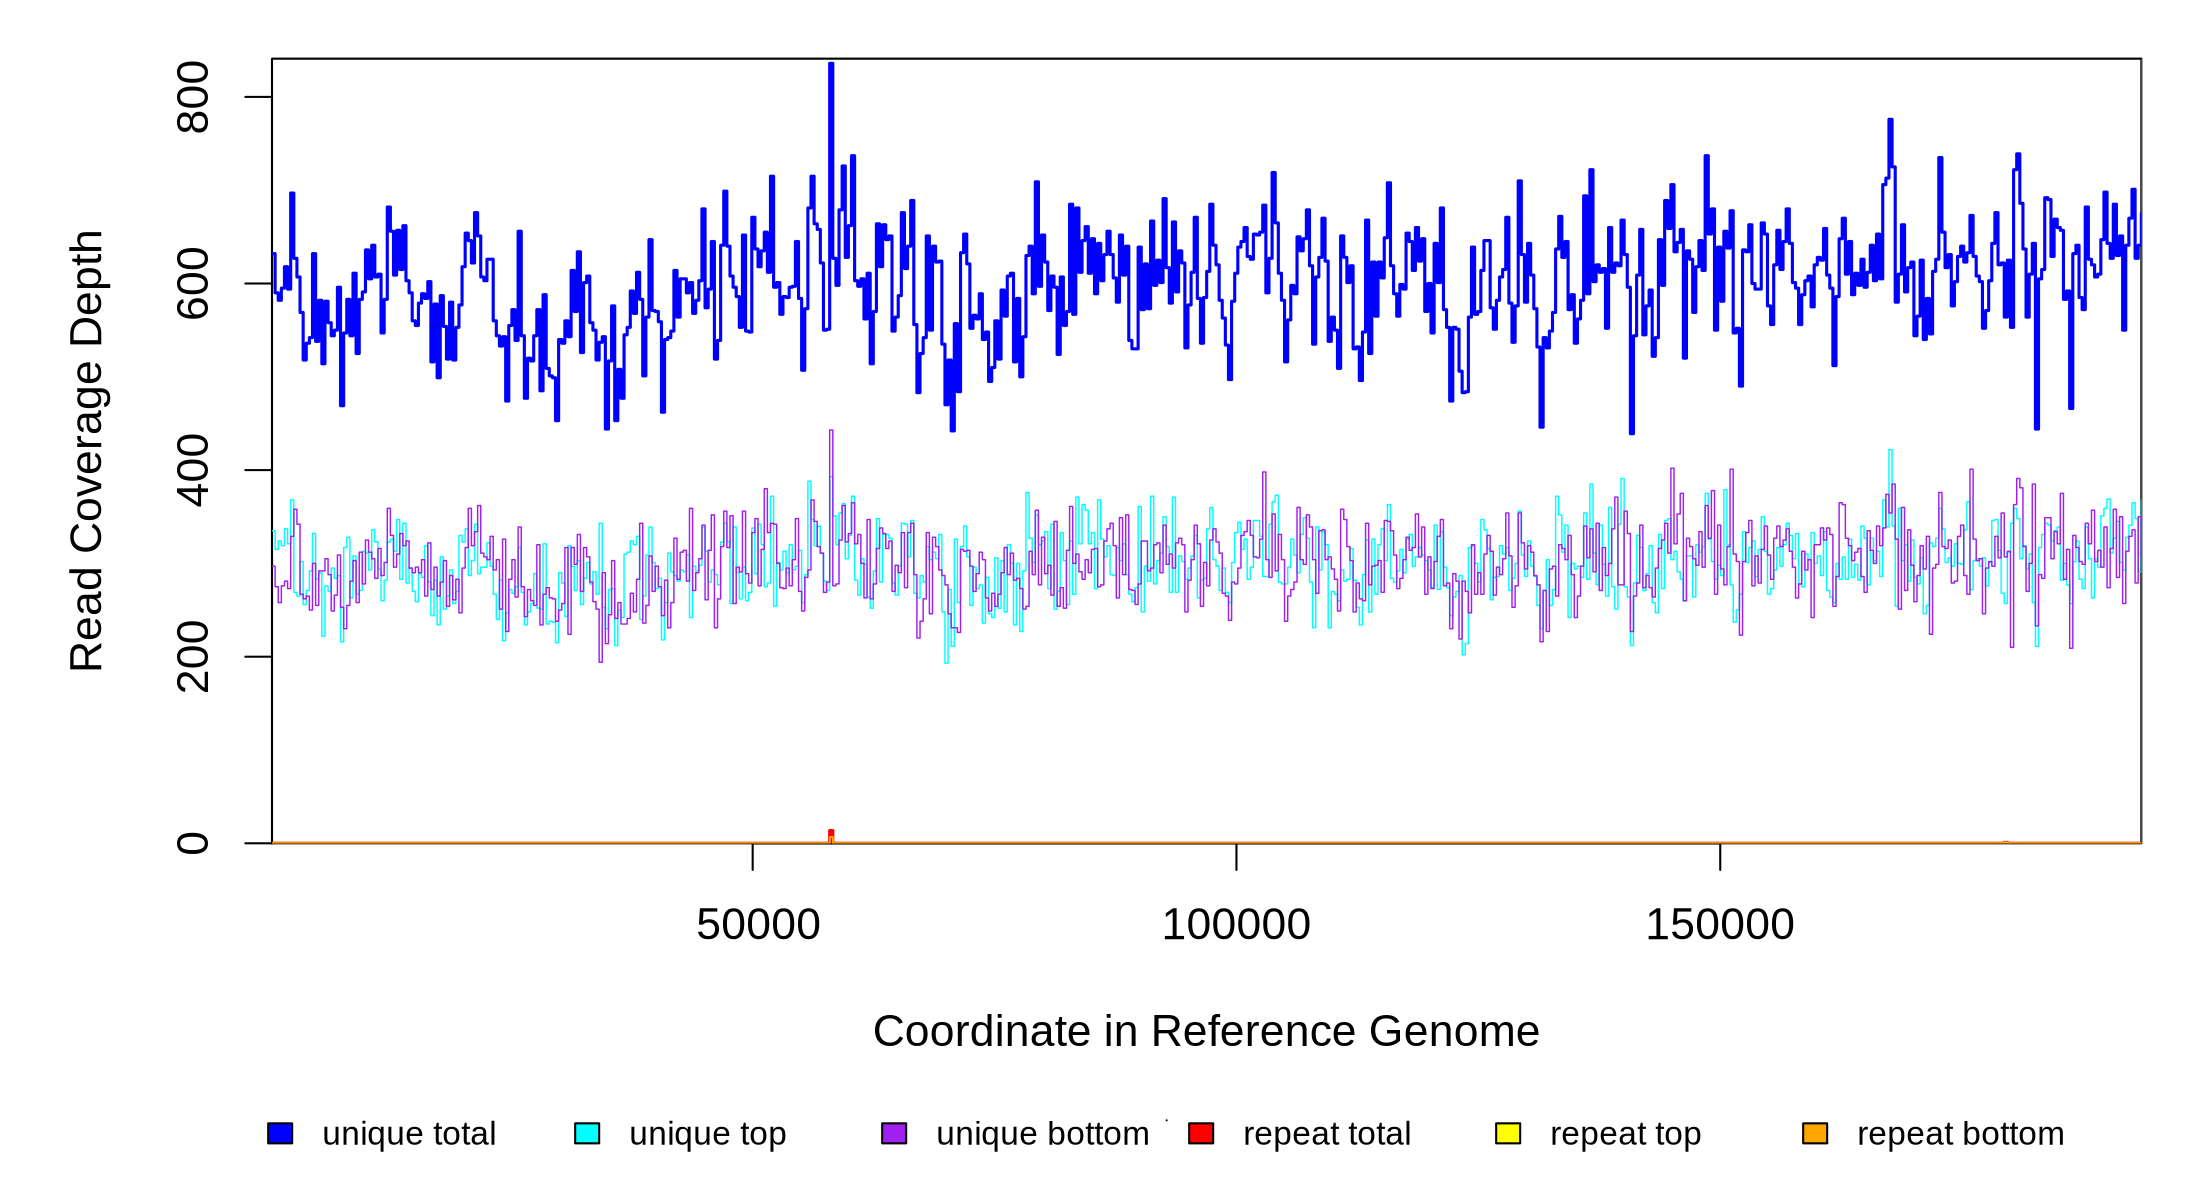 Read Coverage Depth
800
600
400
200
0
50000 100000 150000
Coordinate in Reference Genome
unique total unique top unique bottom repeat total repeat top repeat bottom